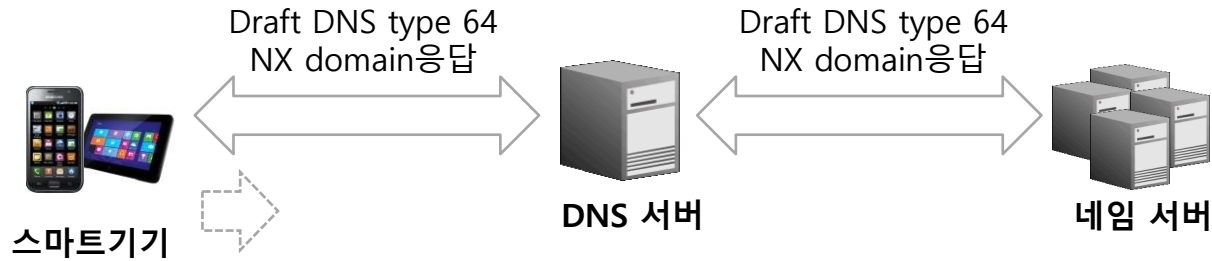 Draft DNS type 64
NX domain응답
Draft DNS type 64
NX domain응답
스마트기기
DNS 서버
네임 서버